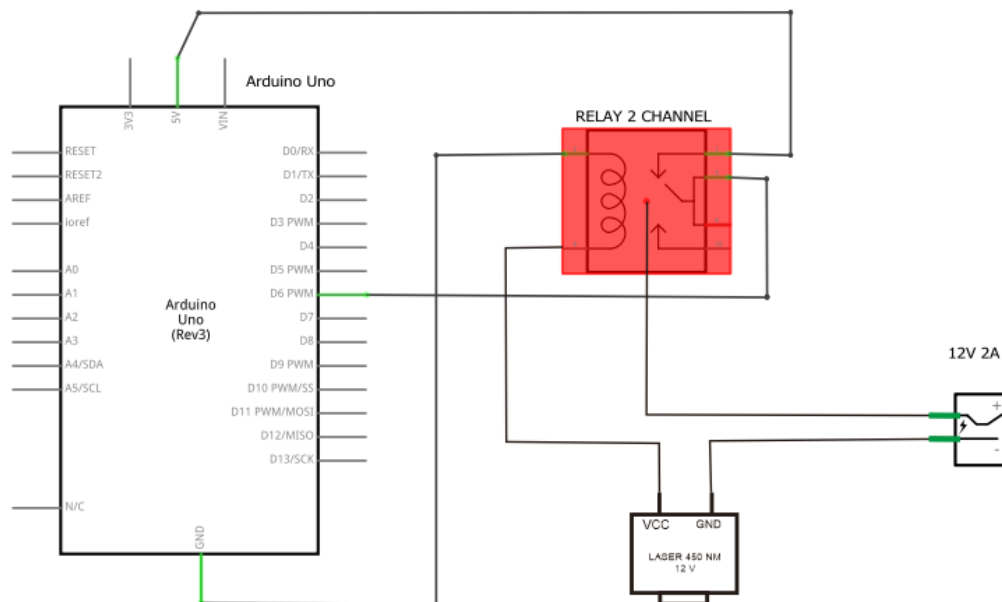 Arduino Uno
3V3
5V
VIN
RELAY 2 CHANNEL
RESET
RESET2
AREF
ioref
A0
A1
A2
A3
A4/SDA
A5/SCL
N/C
D0/RX
D1/TX
D2
D3 PWM
D4
D5 PWM
D6 PWM
D7
D8
D9 PWM
D10 PWM/SS
D11 PWM/MOSI
D12/MISO
D13/SCK
Arduino
Uno
(Rev3)
GND
12V 2A
+
-
VCC GND
LASER 450 NM
12 V